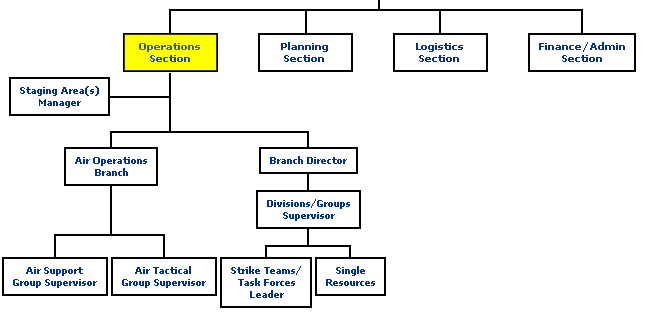 Operations
Section
Planning
Section
Logistics
Section
Finance/Admin
Section
Staging Area(s)
Manager
Air Operations
Branch
Branch Director
Divisions/Groups
Supervisor
Air Support
Group Supervisor
Air Tactical
Group Supervisor
Strike Teams/
Task Forces
Leader
Single
Resources